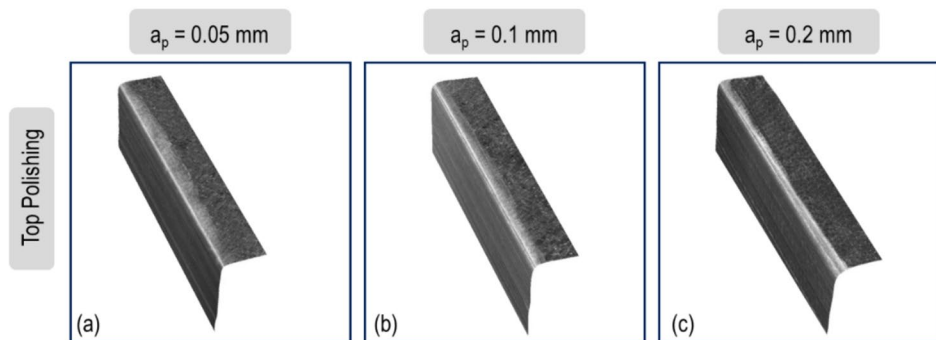 a_p = 0.05 mm
a_p = 0.1 mm
a_p = 0.2 mm
Top Polishing
(a)
(b)
(c)